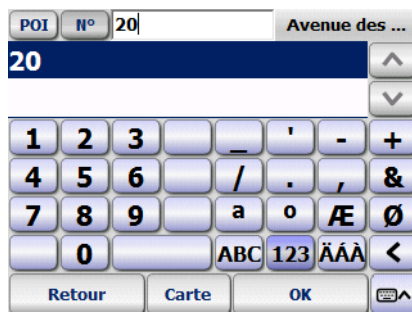 POI N° 20 Avenue des ...
20
1 2 3 _ ' - +
4 5 6 / . , &
7 8 9 a o Æ Ø
0 ABC 123 ÄÁÀ <
Retour Carte OK